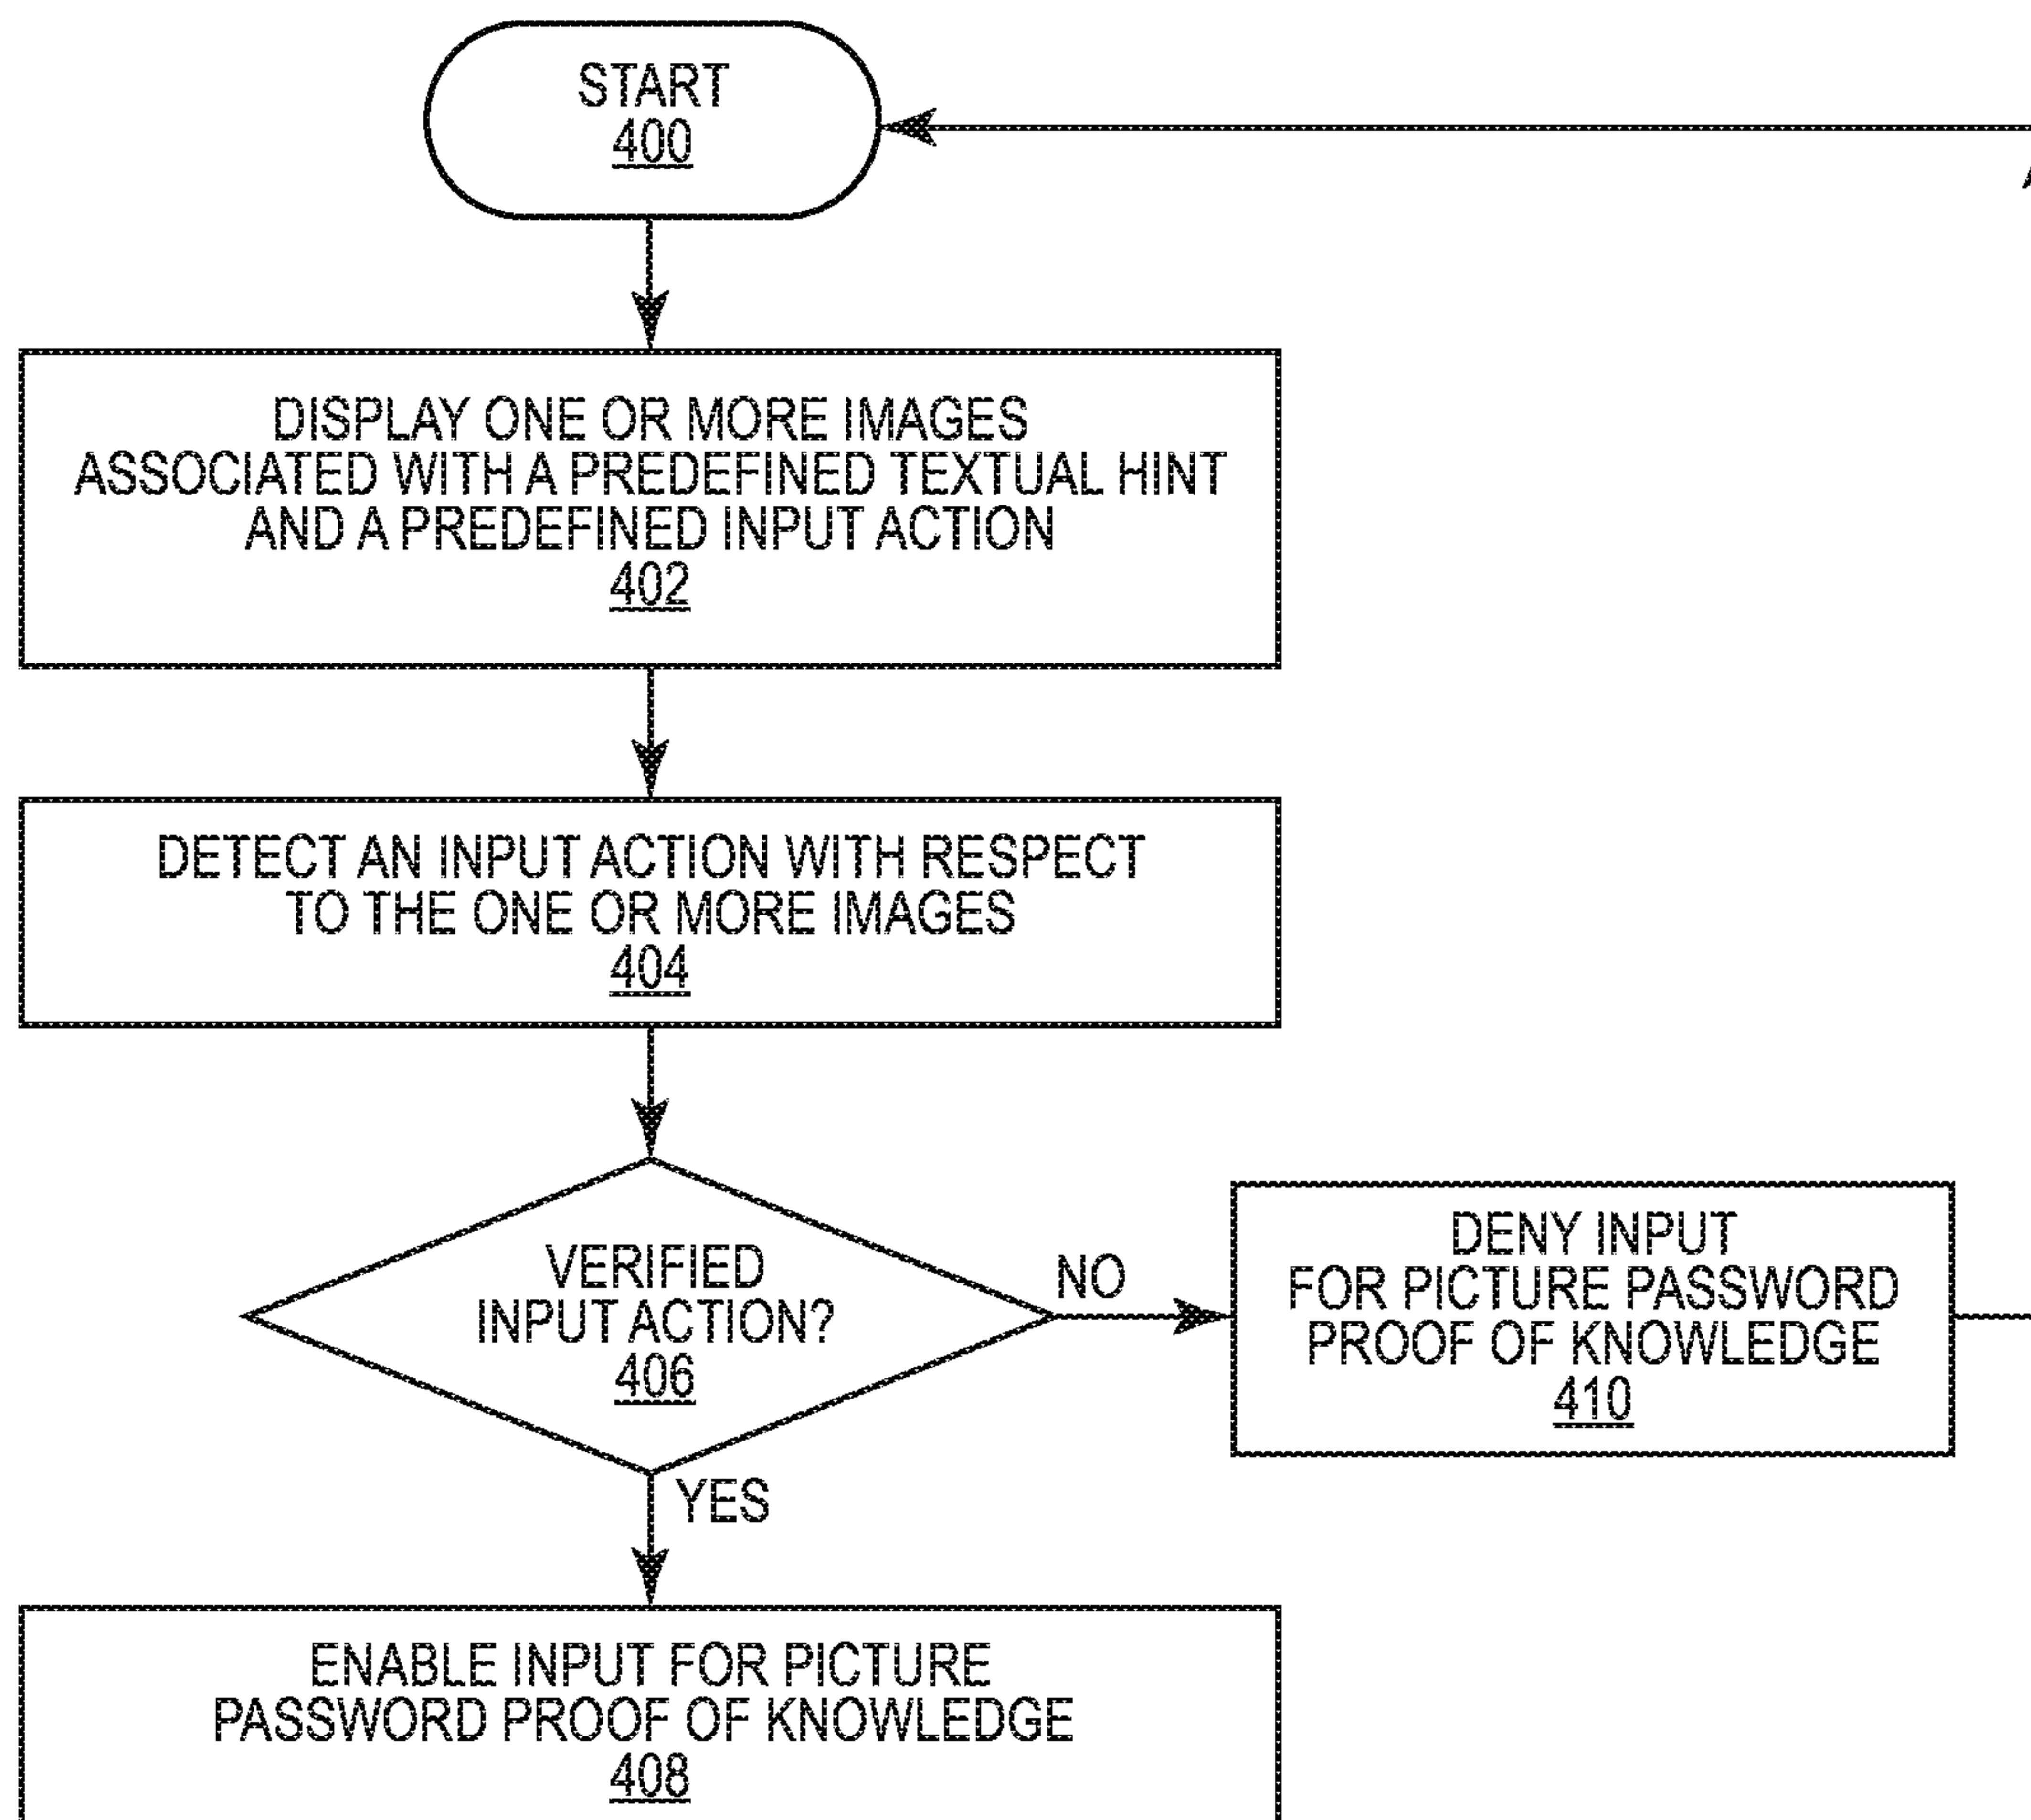 START
400
DISPLAY ONE OR MORE IMAGES
ASSOCIATED WITH A PREDEFINED TEXTUAL HINT
AND A PREDEFINED INPUT ACTION
402
DETECT AN INPUT ACTION WITH RESPECT
TO THE ONE OR MORE IMAGES
404
VERIFIED
INPUT ACTION?
406
NO
DENY INPUT
FOR PICTURE PASSWORD
PROOF OF KNOWLEDGE
410
YES
ENABLE INPUT FOR PICTURE
PASSWORD PROOF OF KNOWLEDGE
408